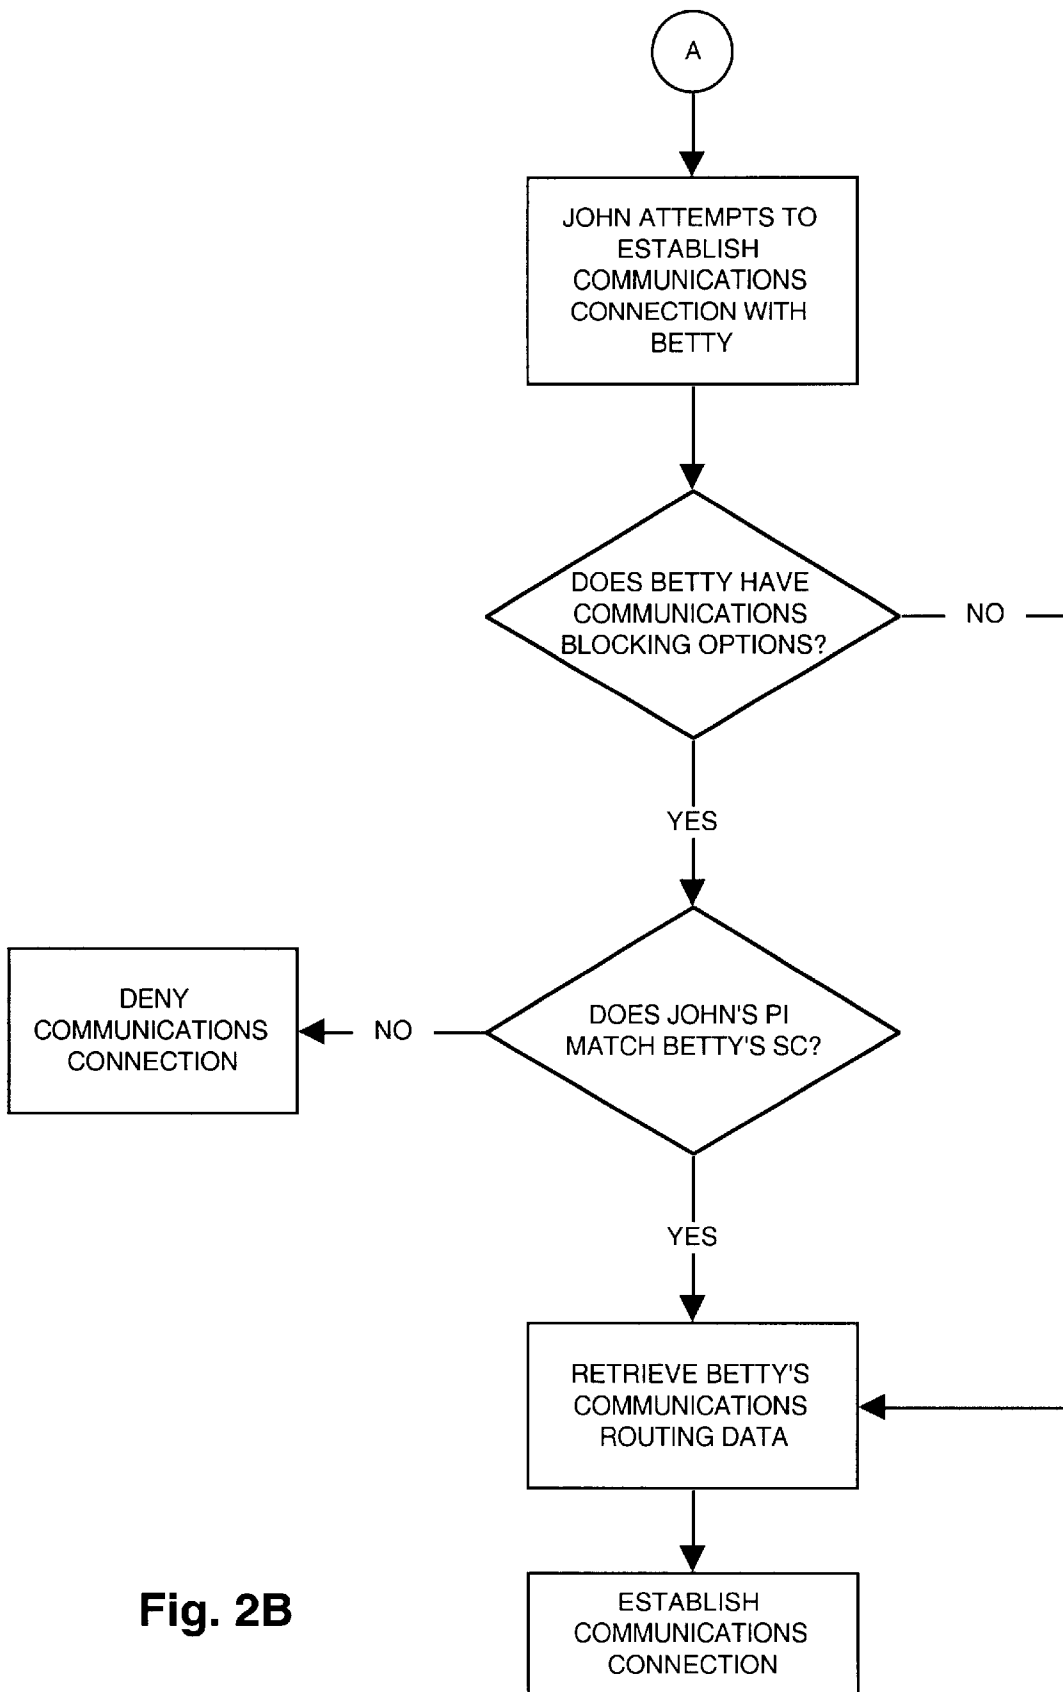 A
JOHN ATTEMPTS TO
ESTABLISH
COMMUNICATIONS
CONNECTION WITH
BETTY
DOES BETTY HAVE
COMMUNICATIONS
BLOCKING OPTIONS?
NO
YES
DOES JOHN'S PI
MATCH BETTY'S SC?
NO
DENY
COMMUNICATIONS
CONNECTION
YES
RETRIEVE BETTY'S
COMMUNICATIONS
ROUTING DATA
ESTABLISH
COMMUNICATIONS
CONNECTION
Fig. 2B